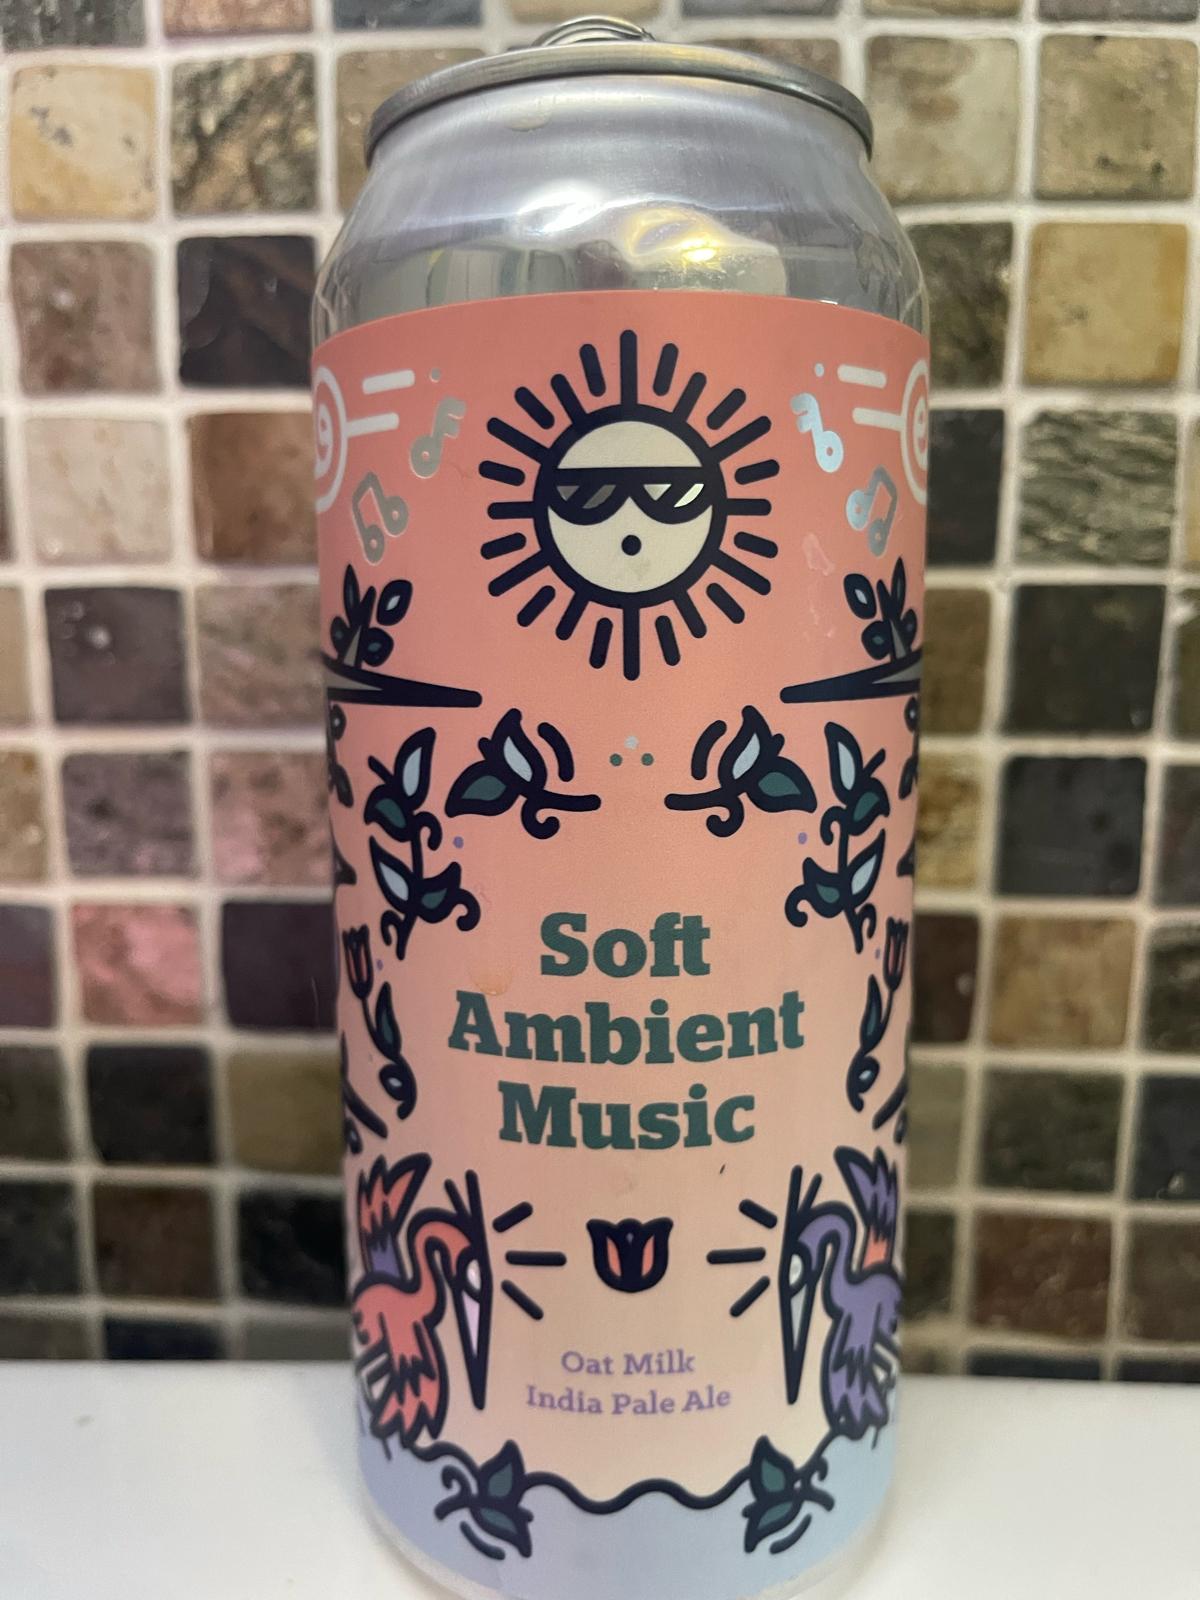 Soft
Ambient
Music
Oat Milk
India Pale Ale